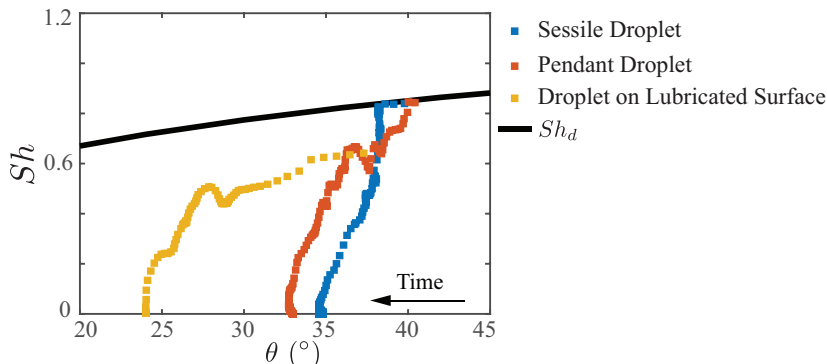 1.2
0.6
0
Sh
20
25
30
35
40
45
θ (°)
Time
Sessile Droplet
Pendant Droplet
Droplet on Lubricated Surface
Sh_d